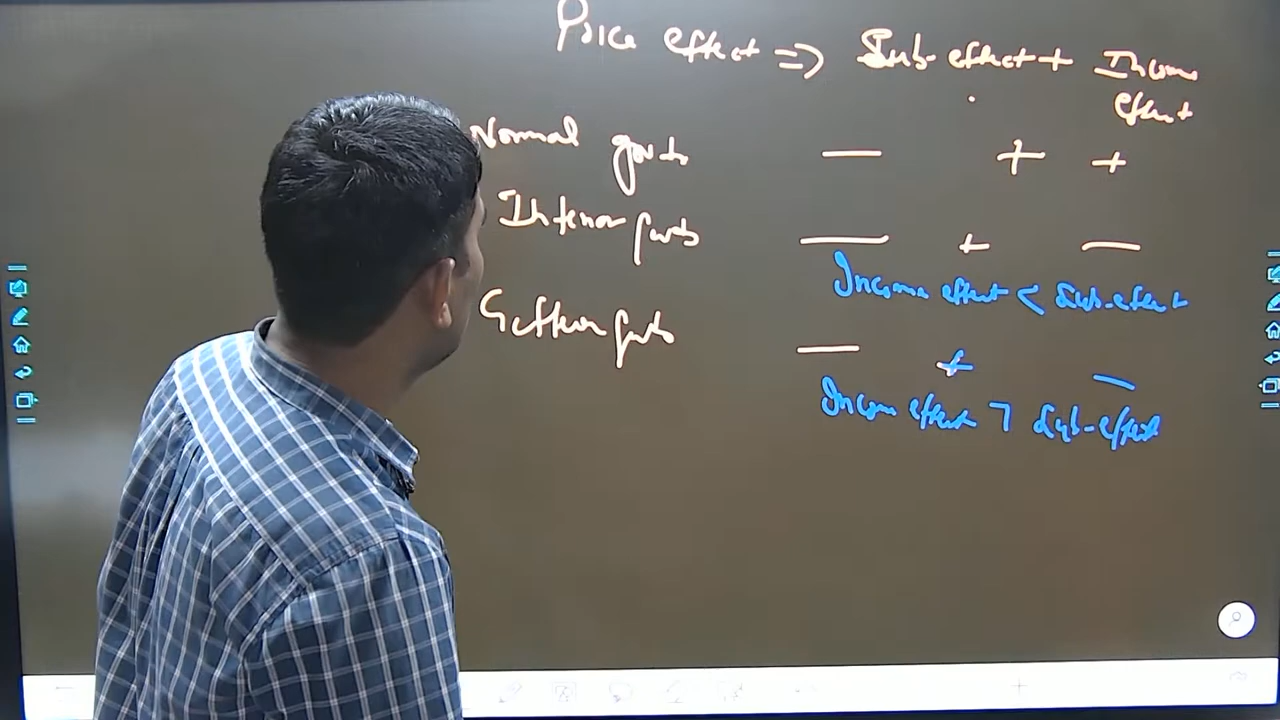 Price effect => Sub-effect + Income effect
Normal goods — + +
Inferior goods — + —
Income effect < Sub-effect
Giffen goods — + —
Income effect > Sub-effect